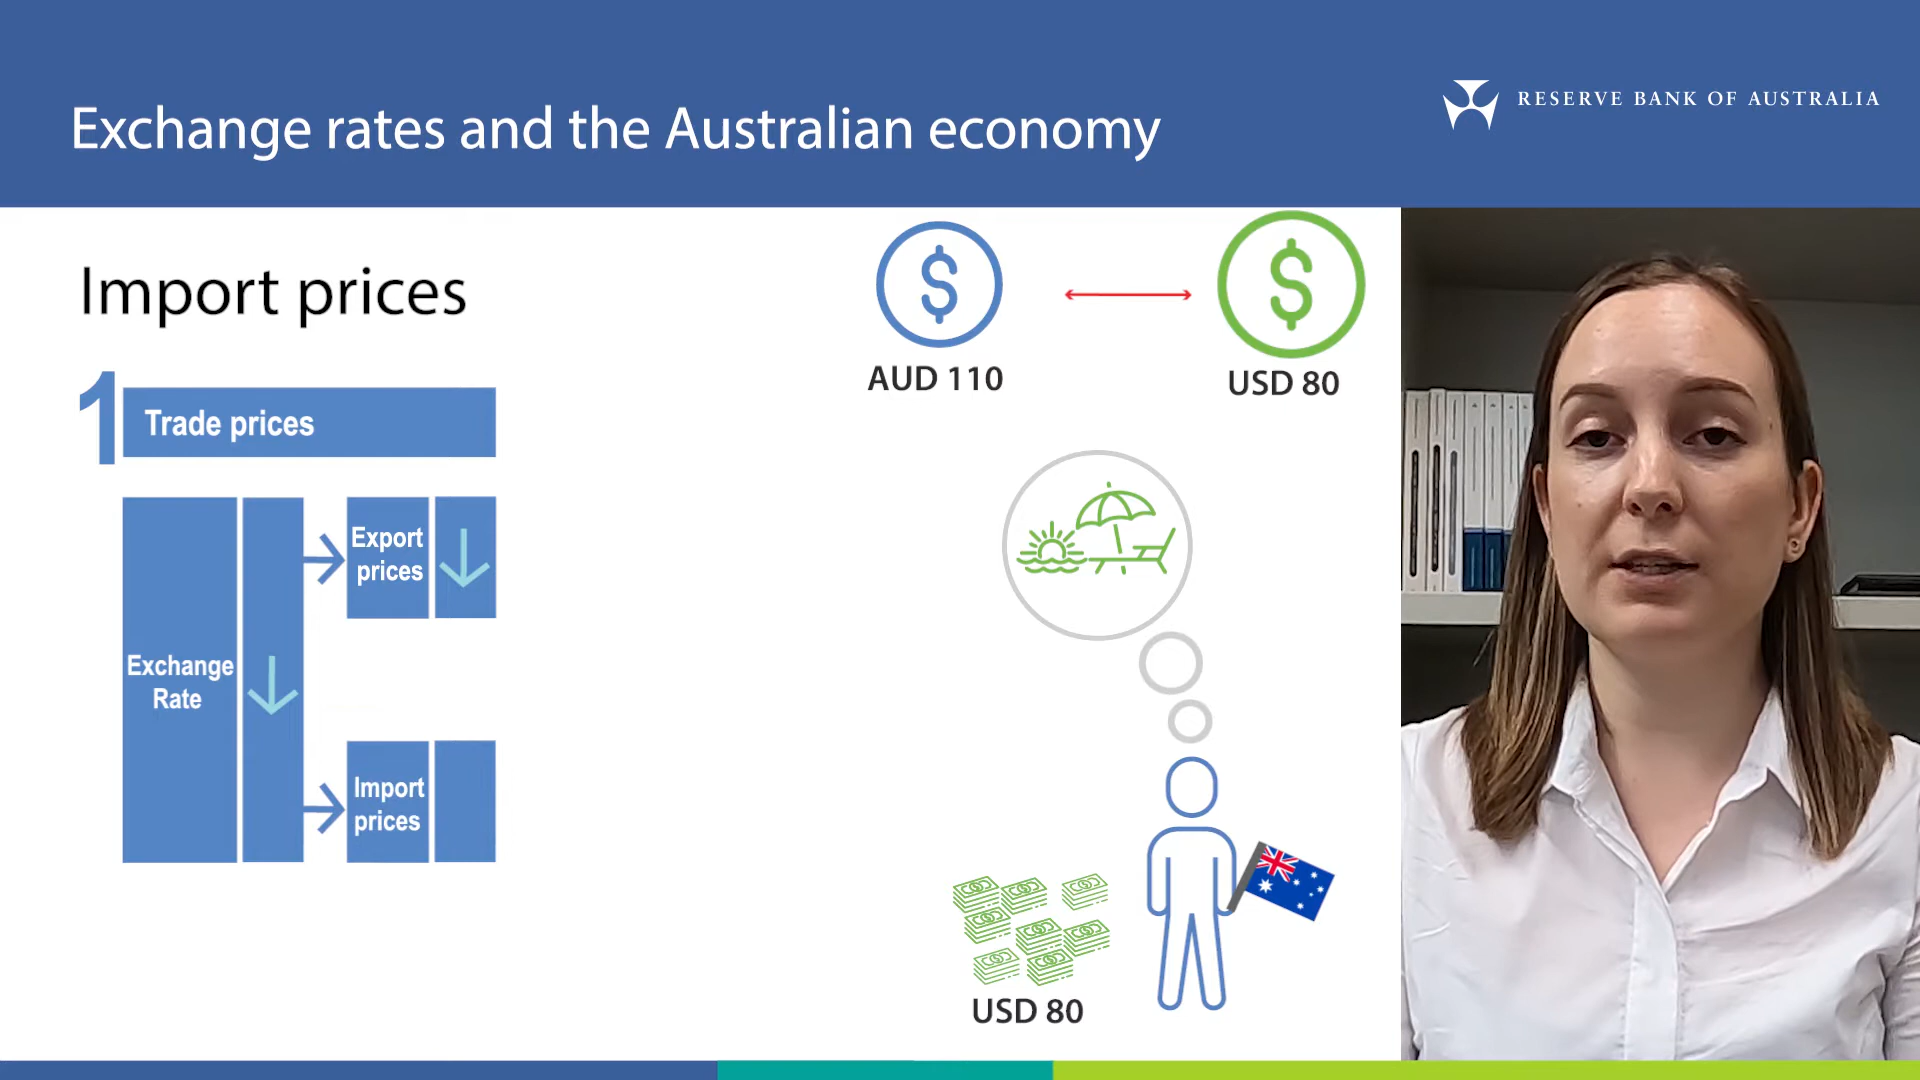 Exchange rates and the Australian economy
RESERVE BANK OF AUSTRALIA
Import prices
AUD 110
USD 80
1
Trade prices
Export
prices
Exchange
Rate
Import
prices
USD 80